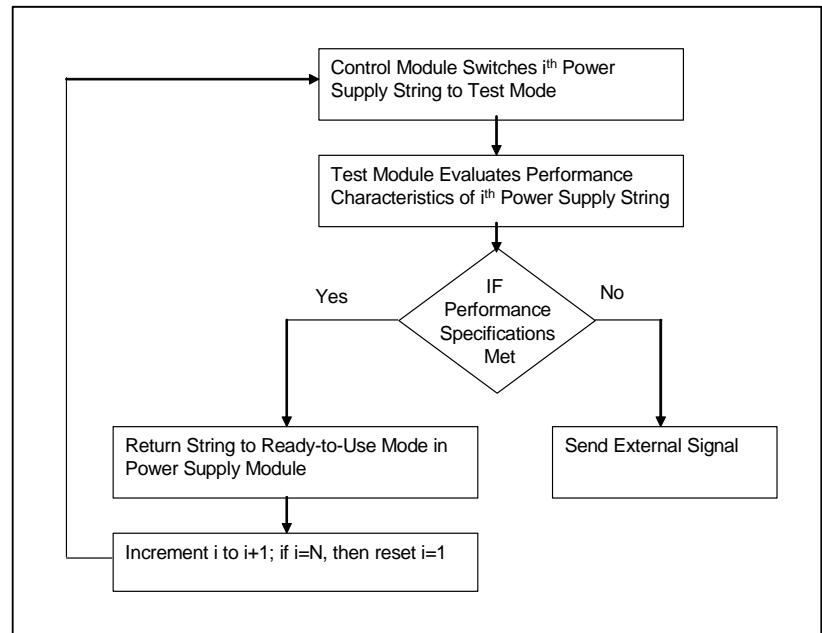 Control Module Switches iᵗʰ Power
Supply String to Test Mode
Test Module Evaluates Performance
Characteristics of iᵗʰ Power Supply String
IF
Performance
Specifications
Met
Yes
No
Return String to Ready-to-Use Mode in
Power Supply Module
Send External Signal
Increment i to i+1; if i=N, then reset i=1